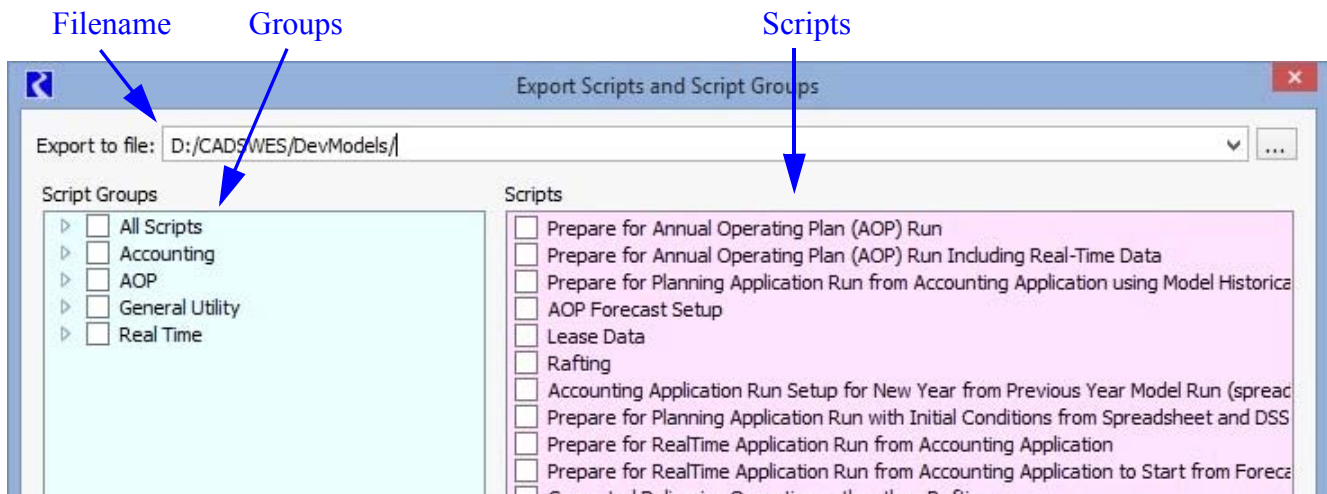 Filename Groups Scripts
Export Scripts and Script Groups
Export to file: D:/CADSWES/DevModels/ ...
Script Groups
All Scripts
Accounting
AOP
General Utility
Real Time
Scripts
Prepare for Annual Operating Plan (AOP) Run
Prepare for Annual Operating Plan (AOP) Run Including Real-Time Data
Prepare for Planning Application Run from Accounting Application using Model Historica
AOP Forecast Setup
Lease Data
Rafting
Accounting Application Run Setup for New Year from Previous Year Model Run (spreac
Prepare for Planning Application Run with Initial Conditions from Spreadsheet and DSS
Prepare for RealTime Application Run from Accounting Application
Prepare for RealTime Application Run from Accounting Application to Start from Foreca